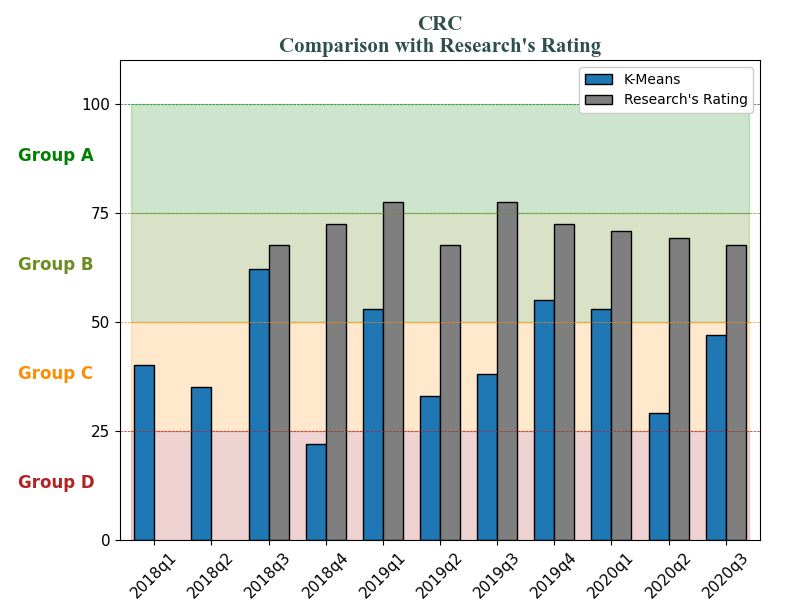 CRC
Comparison with Research's Rating
K-Means
Research's Rating
100
Group A
75
Group B
50
Group C
25
Group D
0
2018q1 2018q2 2018q3 2018q4 2019q1 2019q2 2019q3 2019q4 2020q1 2020q2 2020q3